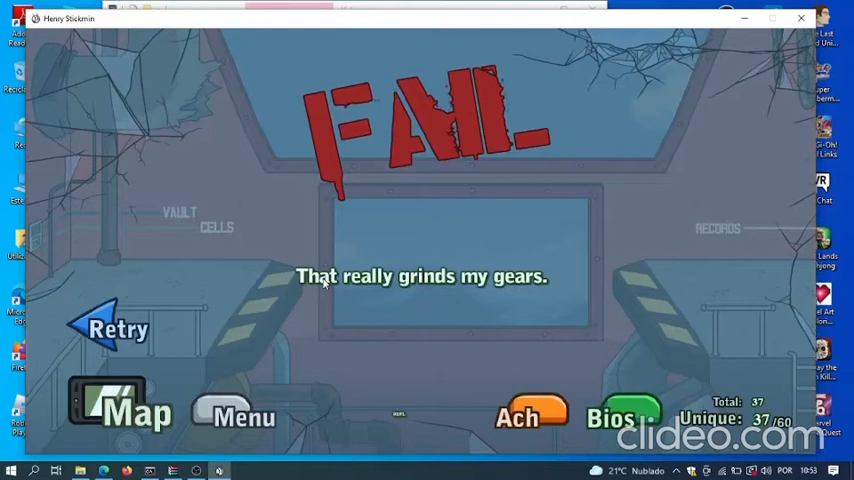 Henry Stickmin
FAIL
VAULT
CELLS
RECORDS
That really grinds my gears.
Retry
Map
Menu
Ach
Bios
Total: 37
Unique: 37/60
clideo.com
21°C Nublado
POR
10:53